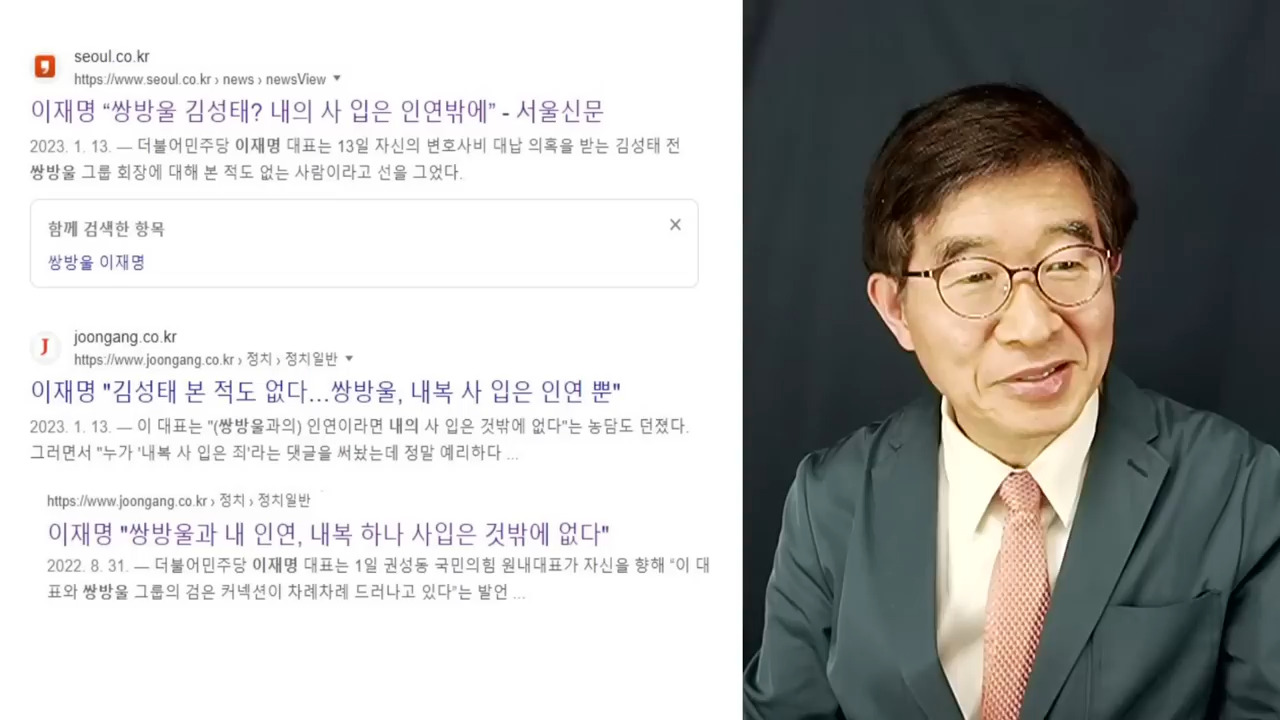 seoul.co.kr
https://www.seoul.co.kr › news › newsView
이재명 “쌍방울 김성태? 내의 사 입은 인연밖에” - 서울신문
2023. 1. 13. — 더불어민주당 이재명 대표는 13일 자신의 변호사비 대납 의혹을 받는 김성태 전
쌍방울 그룹 회장에 대해 본 적도 없는 사람이라고 선을 그었다.
함께 검색한 항목
쌍방울 이재명
J
joongang.co.kr
https://www.joongang.co.kr › 정치 › 정치일반
이재명 "김성태 본 적도 없다…쌍방울, 내복 사 입은 인연 뿐"
2023. 1. 13. — 이 대표는 "(쌍방울과의) 인연이라면 내의 사 입은 것밖에 없다"는 농담도 던졌다.
그러면서 "누가 '내복 사 입은 죄'라는 댓글을 써놨는데 정말 예리하다 ...
https://www.joongang.co.kr › 정치 › 정치일반
이재명 "쌍방울과 내 인연, 내복 하나 사입은 것밖에 없다"
2022. 8. 31. — 더불어민주당 이재명 대표는 1일 권성동 국민의힘 원내대표가 자신을 향해 “이 대
표와 쌍방울 그룹의 검은 커넥션이 차례차례 드러나고 있다”는 발언 ...